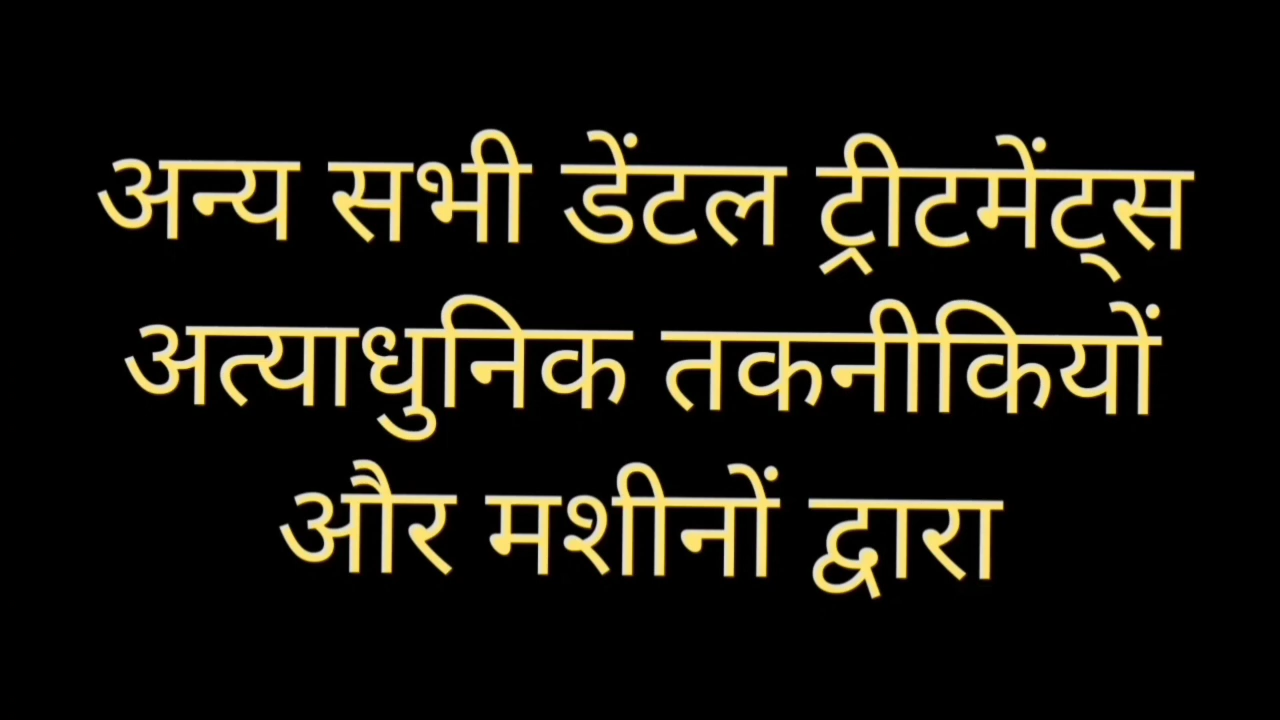 अन्य सभी डेंटल ट्रीटमेंट्स
अत्याधुनिक तकनीकियों
और मशीनों द्वारा